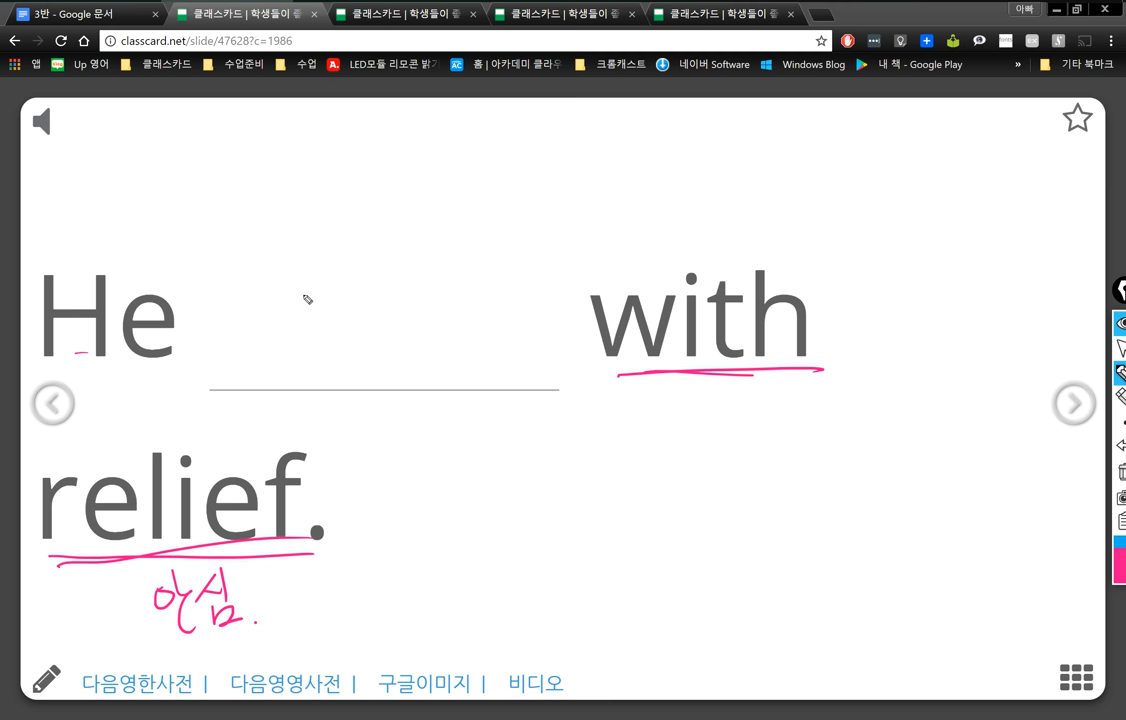 3반 - Google 문서
클래스카드 | 학생들이 좋
클래스카드 | 학생들이 좋
클래스카드 | 학생들이 좋
클래스카드 | 학생들이 좋
아빠
classcard.net/slide/47628?c=1986
앱 Up 영어 클래스카드 수업준비 수업 LED모듈 리모콘 밝기 홈 | 아카데미 클라우 크롬캐스트 네이버 Software Windows Blog 내 책 - Google Play » 기타 북마크
He ________ with
relief.
안심.
다음영한사전 | 다음영영사전 | 구글이미지 | 비디오